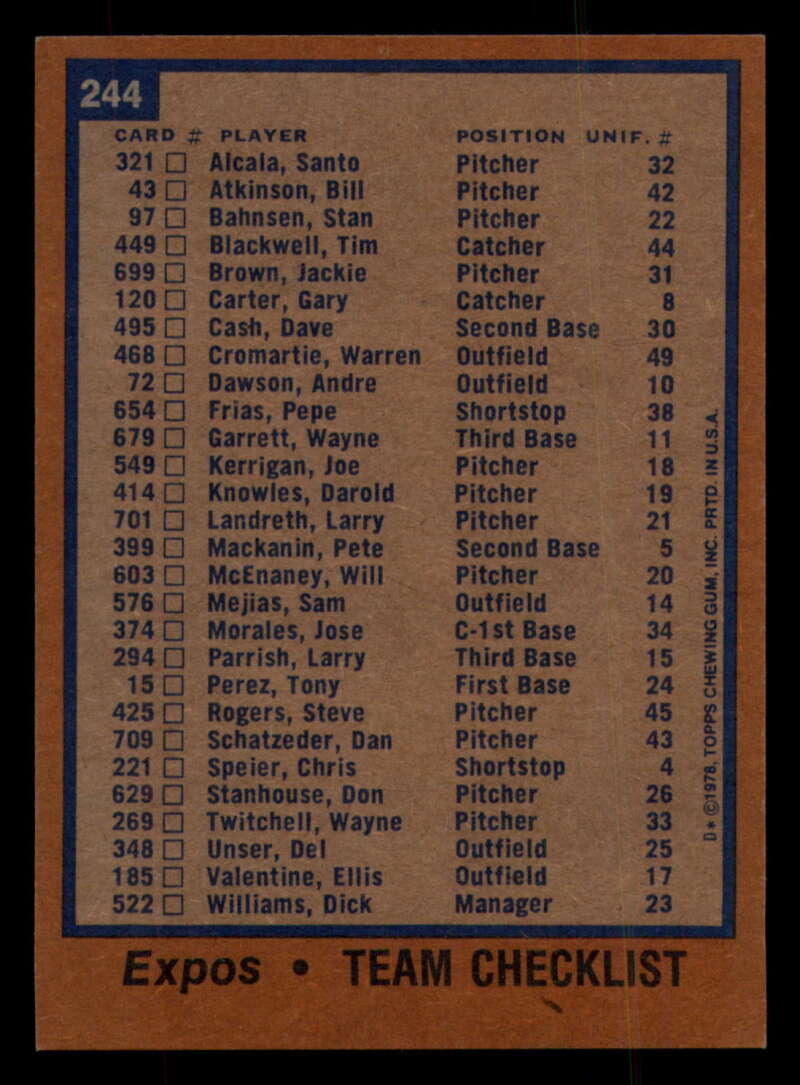 244
CARD # PLAYER POSITION UNIF. #
321 □ Alcala, Santo Pitcher 32
43 □ Atkinson, Bill Pitcher 42
97 □ Bahnsen, Stan Pitcher 22
449 □ Blackwell, Tim Catcher 44
699 □ Brown, Jackie Pitcher 31
120 □ Carter, Gary Catcher 8
495 □ Cash, Dave Second Base 30
468 □ Cromartie, Warren Outfield 49
72 □ Dawson, Andre Outfield 10
654 □ Frias, Pepe Shortstop 38
679 □ Garrett, Wayne Third Base 11
549 □ Kerrigan, Joe Pitcher 18
414 □ Knowles, Darold Pitcher 19
701 □ Landreth, Larry Pitcher 21
399 □ Mackanin, Pete Second Base 5
603 □ McEnaney, Will Pitcher 20
576 □ Mejias, Sam Outfield 14
374 □ Morales, Jose C-1st Base 34
294 □ Parrish, Larry Third Base 15
15 □ Perez, Tony First Base 24
425 □ Rogers, Steve Pitcher 45
709 □ Schatzeder, Dan Pitcher 43
221 □ Speier, Chris Shortstop 4
629 □ Stanhouse, Don Pitcher 26
269 □ Twitchell, Wayne Pitcher 33
348 □ Unser, Del Outfield 25
185 □ Valentine, Ellis Outfield 17
522 □ Williams, Dick Manager 23
D* © 1978, TOPPS CHEWING GUM, INC. PRTD. IN U.S.A.
Expos • TEAM CHECKLIST